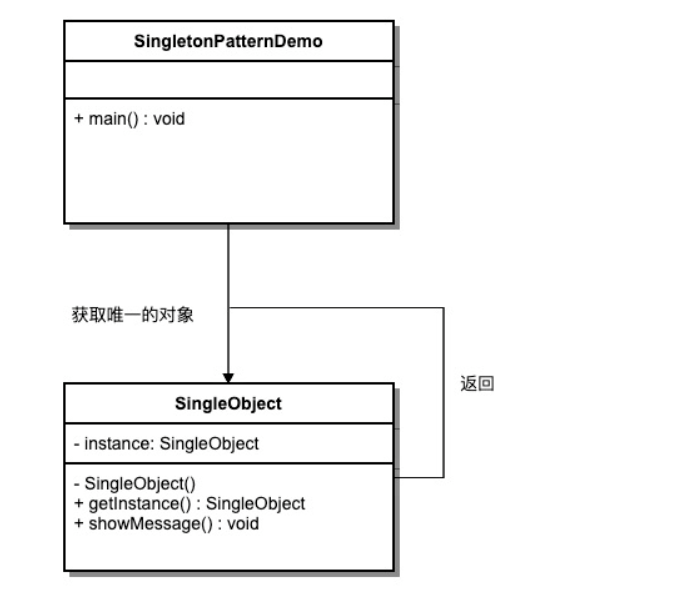 SingletonPatternDemo
+ main() : void
获取唯一的对象
返回
SingleObject
- instance: SingleObject
- SingleObject()
+ getInstance() : SingleObject
+ showMessage() : void